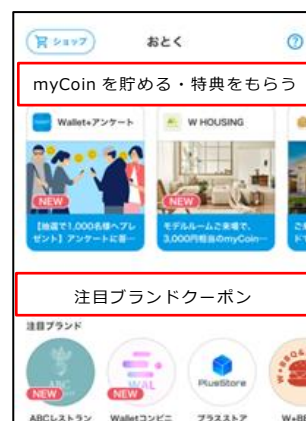 ショップ
おとく
?
myCoin を貯める・特典をもらう
Wallet+アンケート
W HOUSING
NEW
NEW
【抽選で1,000名様へプレ
ゼント】アンケートに答…
モデルルームご来場で、
3,000円相当のmyCoin…
注目ブランドクーポン
注目ブランド
ABC
NEW
WAL
NEW
PlusStore
W+BBQ&
ABCレストラン
Walletコンビニ
プラスストア
W+BB